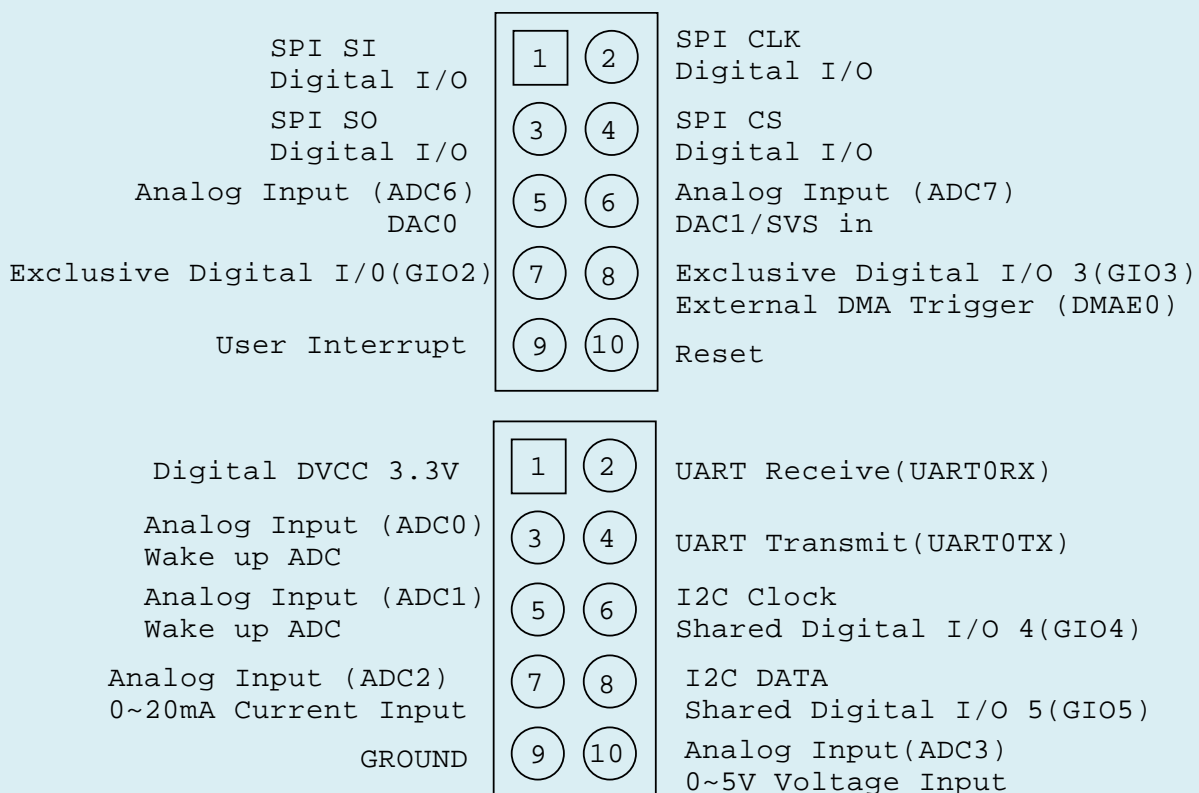 SPI SI
Digital I/O
1
2
SPI CLK
Digital I/O
SPI SO
Digital I/O
3
4
SPI CS
Digital I/O
Analog Input (ADC6)
DAC0
5
6
Analog Input (ADC7)
DAC1/SVS in
Exclusive Digital I/0(GIO2)
7
8
Exclusive Digital I/O 3(GIO3)
External DMA Trigger (DMAE0)
User Interrupt
9
10
Reset
Digital DVCC 3.3V
1
2
UART Receive(UART0RX)
Analog Input (ADC0)
Wake up ADC
3
4
UART Transmit(UART0TX)
Analog Input (ADC1)
Wake up ADC
5
6
I2C Clock
Shared Digital I/O 4(GIO4)
Analog Input (ADC2)
0~20mA Current Input
7
8
I2C DATA
Shared Digital I/O 5(GIO5)
GROUND
9
10
Analog Input(ADC3)
0~5V Voltage Input